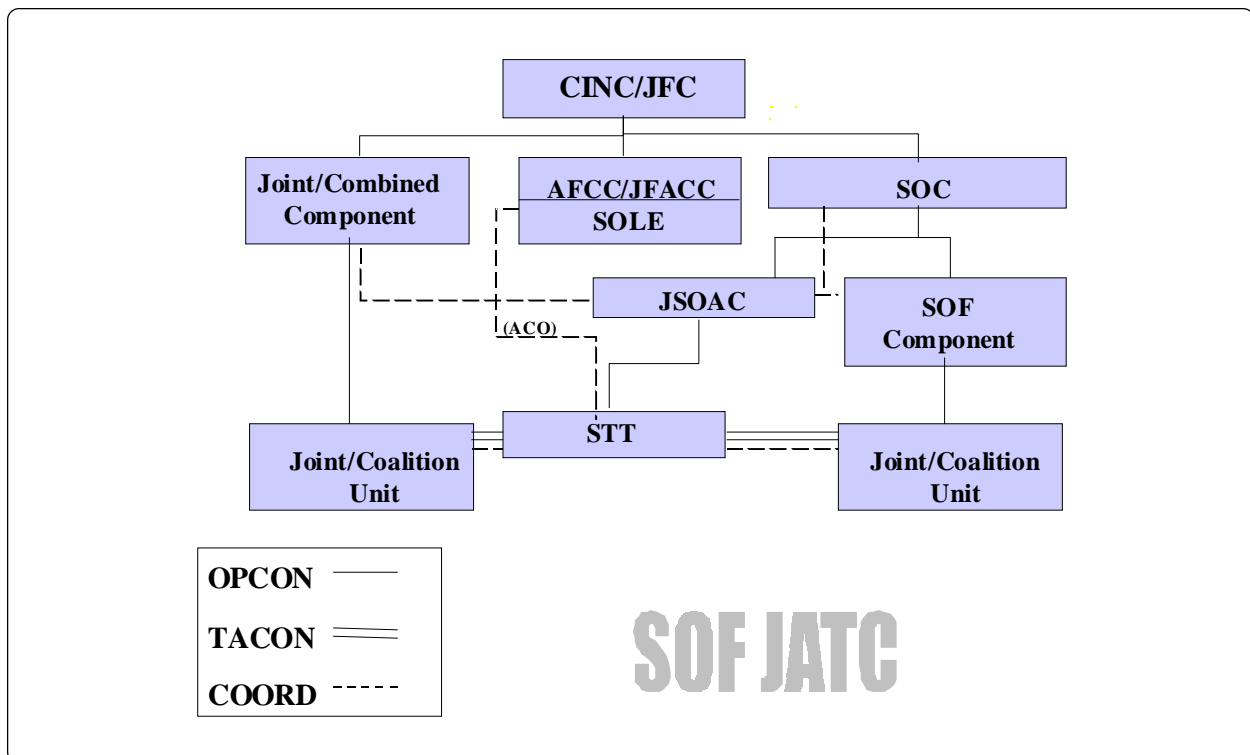 CINC/JFC
Joint/Combined
Component
AFCC/JFACC
SOLE
SOC
JSOAC
SOF
Component
(ACO)
STT
Joint/Coalition
Unit
Joint/Coalition
Unit
OPCON
TACON
COORD
SOF JATC